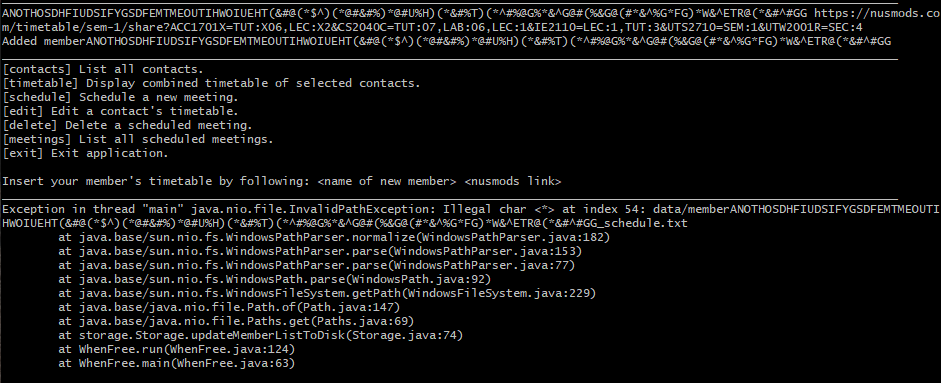 ANOTHOSDHFIUDSIFYGSDFEMTMEOUTIHWOIUEHT(&#@(*$^)(*@#&#%)*@#U%H)(*&#%T)(*^#%@G%*&^G@#(%&G@(#*&^%G*FG)*W&^ETR@(*&#^#GG https://nusmods.co
m/timetable/sem-1/share?ACC1701X=TUT:X06,LEC:X2&CS2040C=TUT:07,LAB:06,LEC:1&IE2110=LEC:1,TUT:3&UTS2710=SEM:1&UTW2001R=SEC:4
Added memberANOTHOSDHFIUDSIFYGSDFEMTMEOUTIHWOIUEHT(&#@(*$^)(*@#&#%)*@#U%H)(*&#%T)(*^#%@G%*&^G@#(%&G@(#*&^%G*FG)*W&^ETR@(*&#^#GG
[contacts] List all contacts.
[timetable] Display combined timetable of selected contacts.
[schedule] Schedule a new meeting.
[edit] Edit a contact's timetable.
[delete] Delete a scheduled meeting.
[meetings] List all scheduled meetings.
[exit] Exit application.
Insert your member's timetable by following: <name of new member> <nusmods link>
Exception in thread "main" java.nio.file.InvalidPathException: Illegal char <*> at index 54: data/memberANOTHOSDHFIUDSIFYGSDFEMTMEOUTI
HWOIUEHT(&#@(*$^)(*@#&#%)*@#U%H)(*&#%T)(*^#%@G%*&^G@#(%&G@(#*&^%G*FG)*W&^ETR@(*&#^#GG_schedule.txt
at java.base/sun.nio.fs.WindowsPathParser.normalize(WindowsPathParser.java:182)
at java.base/sun.nio.fs.WindowsPathParser.parse(WindowsPathParser.java:153)
at java.base/sun.nio.fs.WindowsPathParser.parse(WindowsPathParser.java:77)
at java.base/sun.nio.fs.WindowsPath.parse(WindowsPath.java:92)
at java.base/sun.nio.fs.WindowsFileSystem.getPath(WindowsFileSystem.java:229)
at java.base/java.nio.file.Path.of(Path.java:147)
at java.base/java.nio.file.Paths.get(Paths.java:69)
at storage.Storage.updateMemberListToDisk(Storage.java:74)
at WhenFree.run(WhenFree.java:124)
at WhenFree.main(WhenFree.java:63)